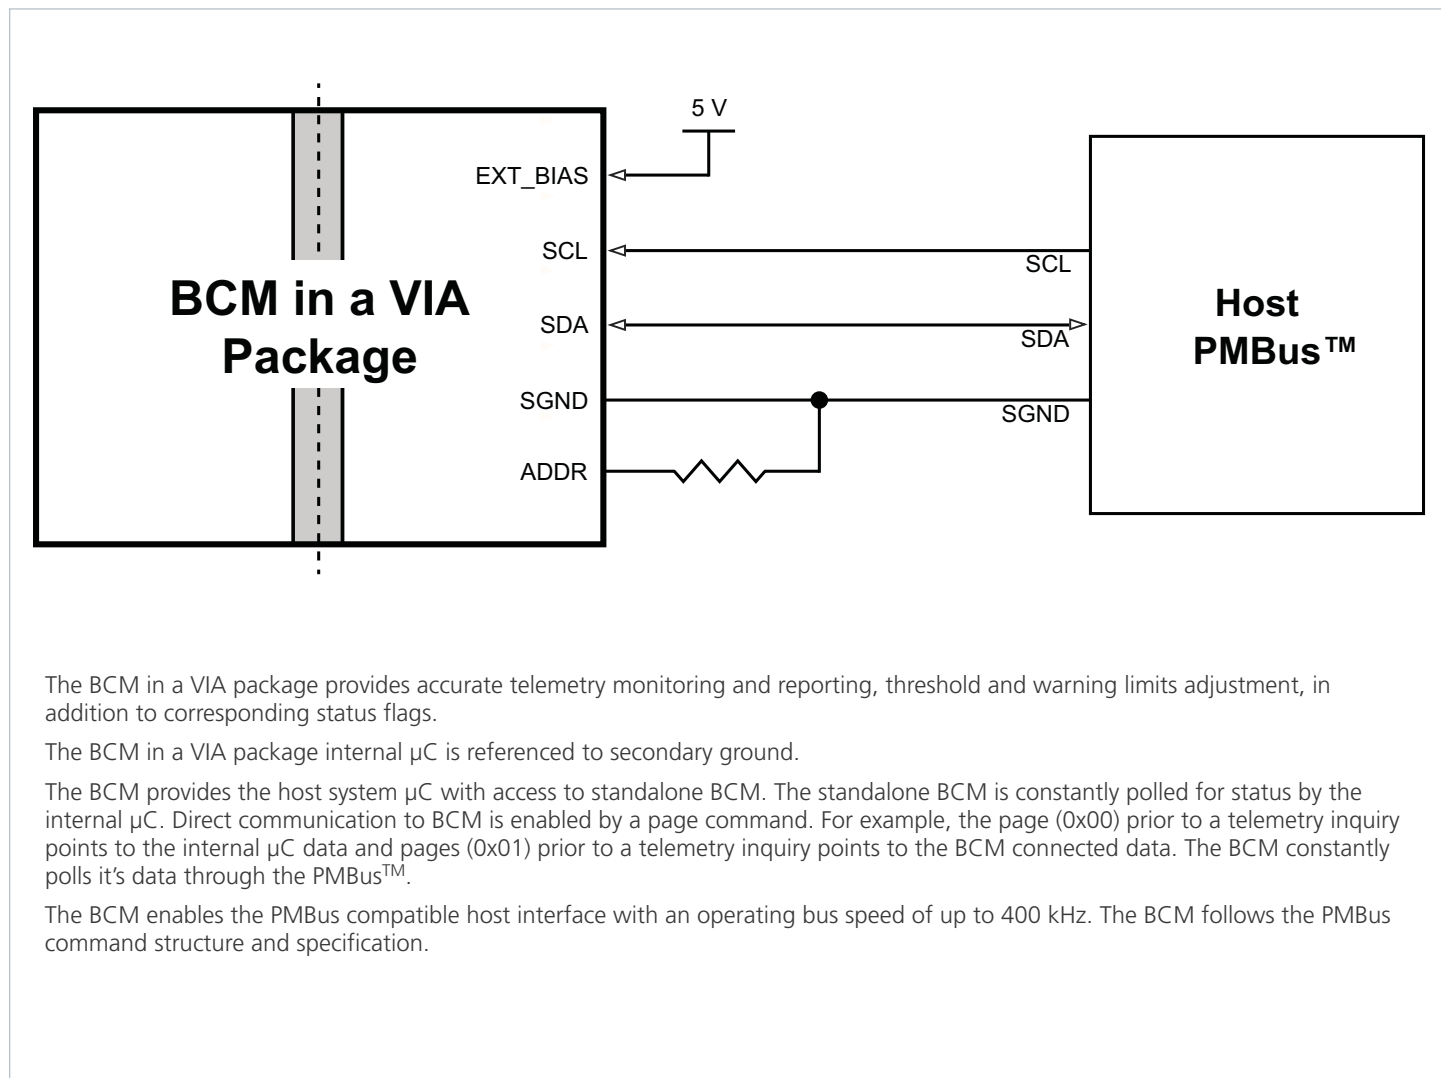 5 V
EXT_BIAS
SCL
SCL
BCM in a VIA
Package
SDA
SDA
Host
PMBus™
SGND
SGND
ADDR
The BCM in a VIA package provides accurate telemetry monitoring and reporting, threshold and warning limits adjustment, in
addition to corresponding status flags.
The BCM in a VIA package internal µC is referenced to secondary ground.
The BCM provides the host system µC with access to standalone BCM. The standalone BCM is constantly polled for status by the
internal µC. Direct communication to BCM is enabled by a page command. For example, the page (0x00) prior to a telemetry inquiry
points to the internal µC data and pages (0x01) prior to a telemetry inquiry points to the BCM connected data. The BCM constantly
polls it’s data through the PMBus™.
The BCM enables the PMBus compatible host interface with an operating bus speed of up to 400 kHz. The BCM follows the PMBus
command structure and specification.